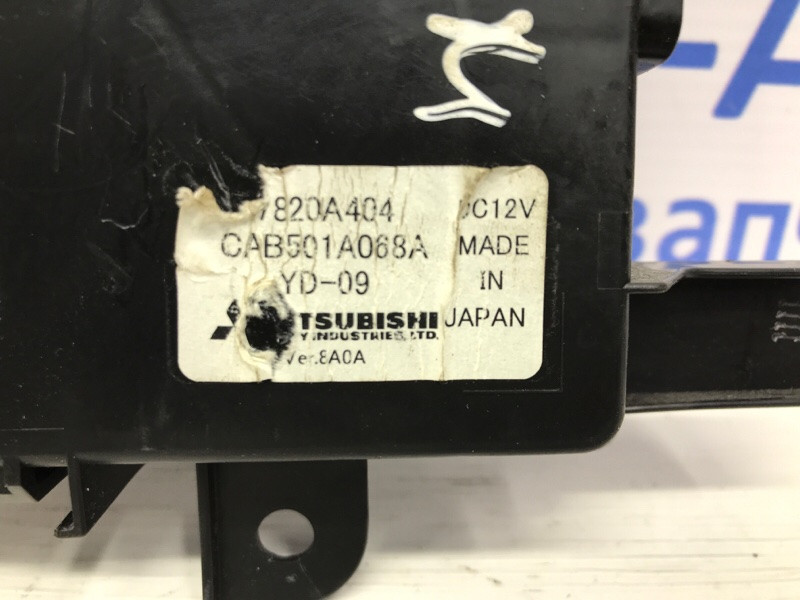 7820A404 DC12V
CAB501A068A MADE
YD-09 IN
TSUBISHI JAPAN
Y INDUSTRIES, LTD.
Ver.8A0A
-А
запч